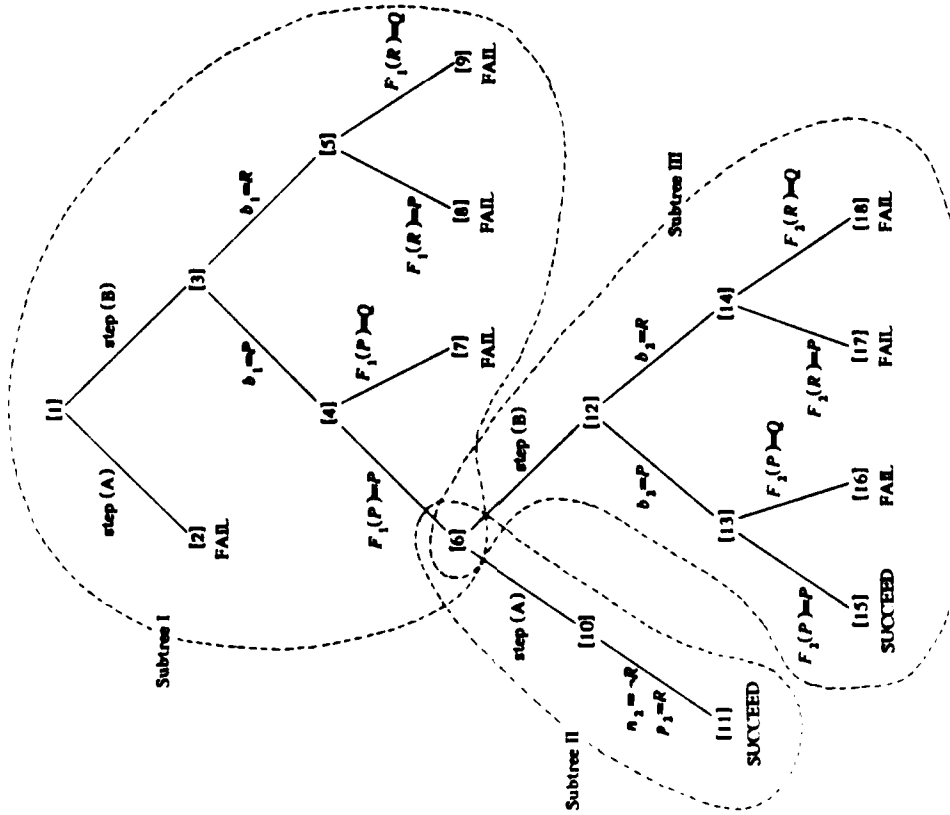 [1]
step (A)
step (B)
Subtree I
[2]
FAIL
[3]
b₁=P
b₁=R
[4]
[5]
F₁(P)=P
F₁(P)=Q
F₁(R)=P
F₁(R)=Q
[6]
[7]
FAIL
[8]
FAIL
[9]
FAIL
step (A)
step (B)
Subtree II
Subtree III
[10]
[12]
n₂=¬R
p₂=R
b₂=P
b₂=R
[11]
SUCCEED
[13]
[14]
F₂(P)=P
F₂(P)=Q
F₂(R)=P
F₂(R)=Q
[15]
SUCCEED
[16]
FAIL
[17]
FAIL
[18]
FAIL